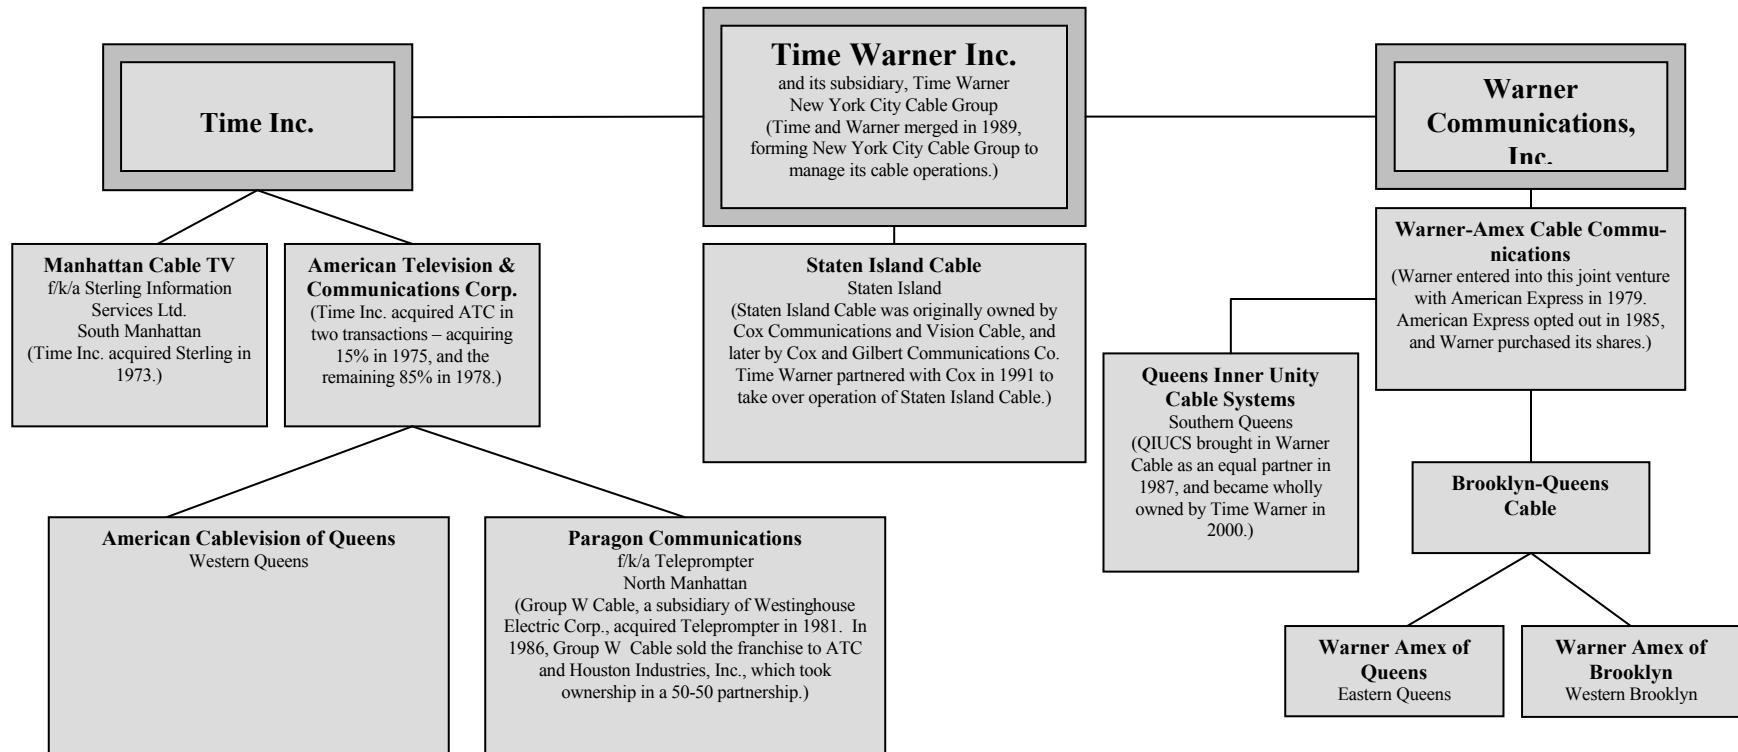 Time Inc.
Time Warner Inc.
and its subsidiary, Time Warner
New York City Cable Group
(Time and Warner merged in 1989,
forming New York City Cable Group to
manage its cable operations.)
Warner
Communications,
Inc.
Manhattan Cable TV
f/k/a Sterling Information
Services Ltd.
South Manhattan
(Time Inc. acquired Sterling in
1973.)
American Television &
Communications Corp.
(Time Inc. acquired ATC in
two transactions – acquiring
15% in 1975, and the
remaining 85% in 1978.)
Staten Island Cable
Staten Island
(Staten Island Cable was originally owned by
Cox Communications and Vision Cable, and
later by Cox and Gilbert Communications Co.
Time Warner partnered with Cox in 1991 to
take over operation of Staten Island Cable.)
Warner-Amex Cable Commu-
nications
(Warner entered into this joint venture
with American Express in 1979.
American Express opted out in 1985,
and Warner purchased its shares.)
Queens Inner Unity
Cable Systems
Southern Queens
(QIUCS brought in Warner
Cable as an equal partner in
1987, and became wholly
owned by Time Warner in
2000.)
Brooklyn-Queens
Cable
American Cablevision of Queens
Western Queens
Paragon Communications
f/k/a Teleprompter
North Manhattan
(Group W Cable, a subsidiary of Westinghouse
Electric Corp., acquired Teleprompter in 1981.  In
1986, Group W  Cable sold the franchise to ATC
and Houston Industries, Inc., which took
ownership in a 50-50 partnership.)
Warner Amex of
Queens
Eastern Queens
Warner Amex of
Brooklyn
Western Brooklyn